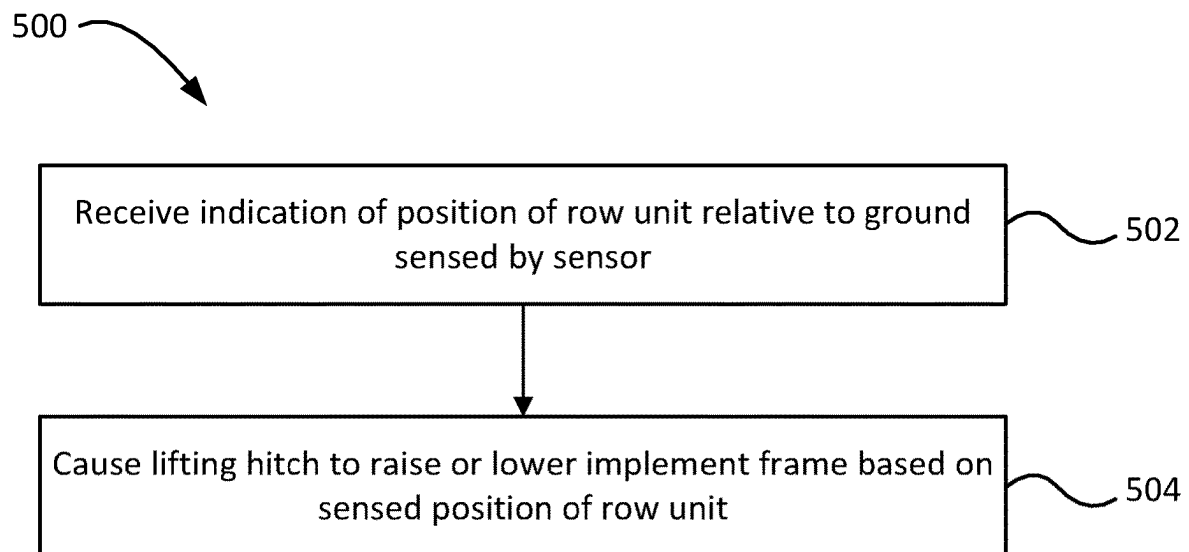 500
Receive indication of position of row unit relative to ground
sensed by sensor
502
Cause lifting hitch to raise or lower implement frame based on
sensed position of row unit
504